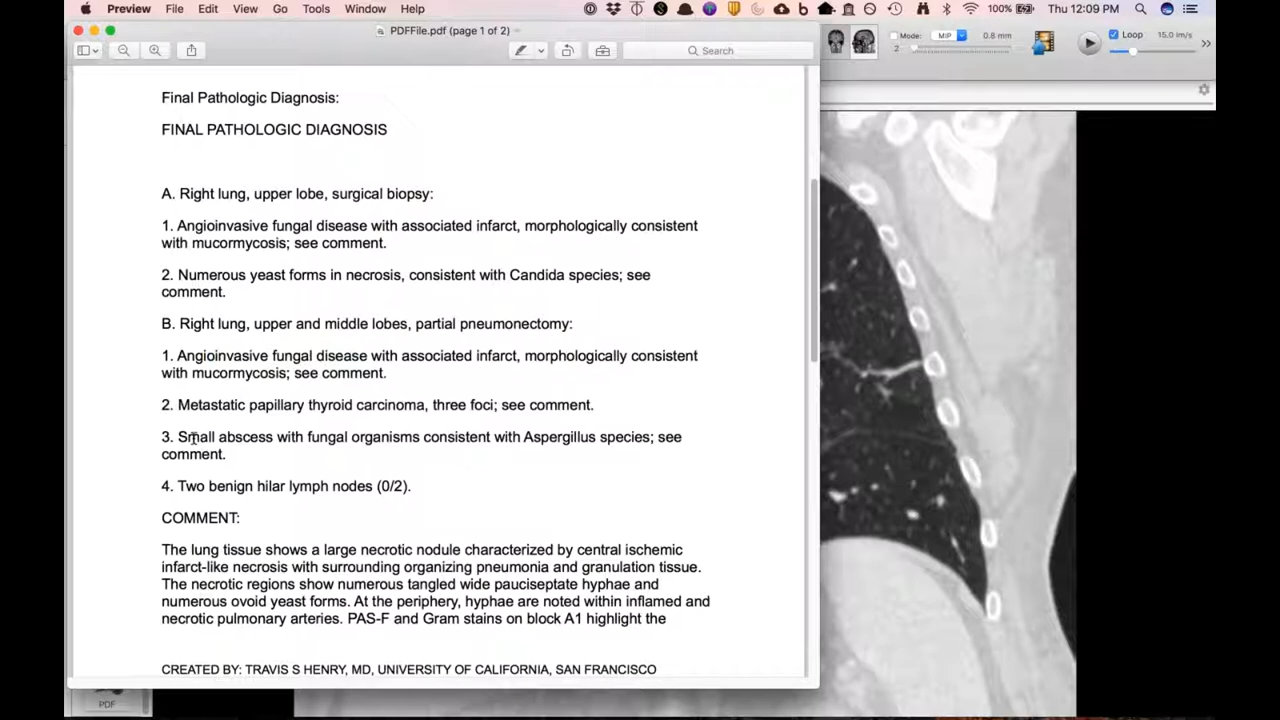 Preview File Edit View Go Tools Window Help 100% Thu 12:09 PM
PDFFile.pdf (page 1 of 2)
Search
Mode: MIP 0.8 mm Loop 15.0 im/s
2
Final Pathologic Diagnosis:
FINAL PATHOLOGIC DIAGNOSIS
A. Right lung, upper lobe, surgical biopsy:
1. Angioinvasive fungal disease with associated infarct, morphologically consistent
with mucormycosis; see comment.
2. Numerous yeast forms in necrosis, consistent with Candida species; see
comment.
B. Right lung, upper and middle lobes, partial pneumonectomy:
1. Angioinvasive fungal disease with associated infarct, morphologically consistent
with mucormycosis; see comment.
2. Metastatic papillary thyroid carcinoma, three foci; see comment.
3. Small abscess with fungal organisms consistent with Aspergillus species; see
comment.
4. Two benign hilar lymph nodes (0/2).
COMMENT:
The lung tissue shows a large necrotic nodule characterized by central ischemic
infarct-like necrosis with surrounding organizing pneumonia and granulation tissue.
The necrotic regions show numerous tangled wide pauciseptate hyphae and
numerous ovoid yeast forms. At the periphery, hyphae are noted within inflamed and
necrotic pulmonary arteries. PAS-F and Gram stains on block A1 highlight the
CREATED BY: TRAVIS S HENRY, MD, UNIVERSITY OF CALIFORNIA, SAN FRANCISCO
PDF